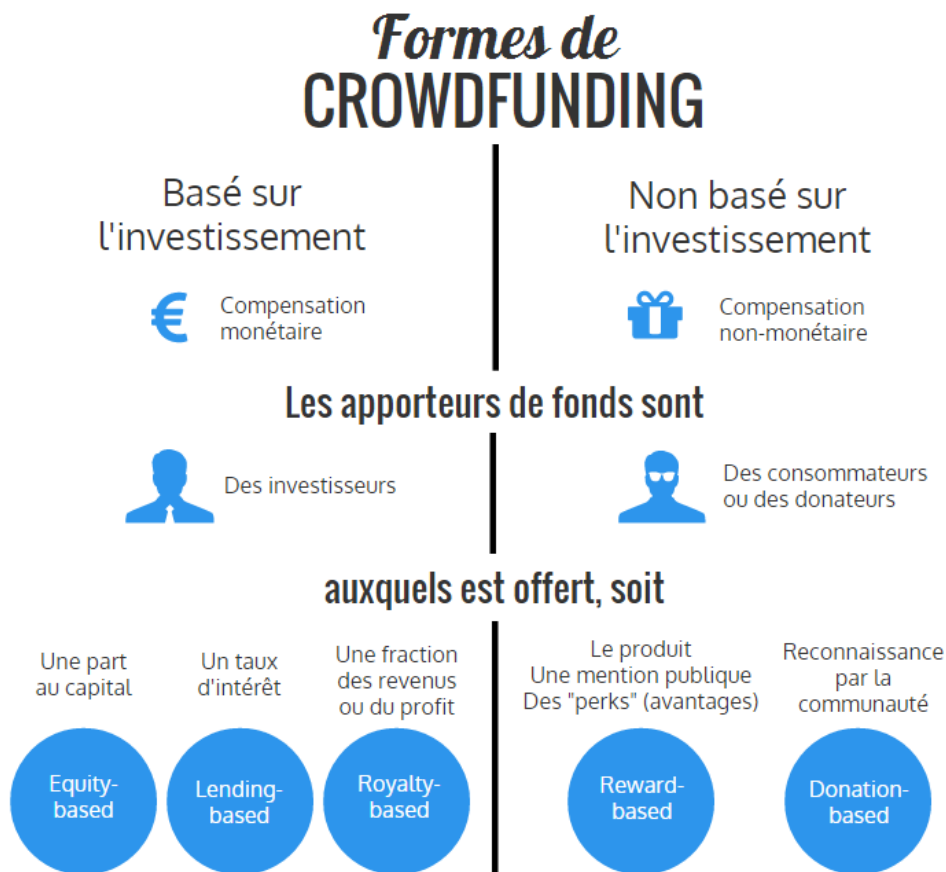 Formes de
CROWDFUNDING
Basé sur
l'investissement
Non basé sur
l'investissement
€ Compensation
monétaire
Compensation
non-monétaire
Les apporteurs de fonds sont
Des investisseurs
Des consommateurs
ou des donateurs
auxquels est offert, soit
Une part
au capital
Un taux
d'intérêt
Une fraction
des revenus
ou du profit
Le produit
Une mention publique
Des "perks" (avantages)
Reconnaissance
par la
communauté
Equity-
based
Lending-
based
Royalty-
based
Reward-
based
Donation-
based